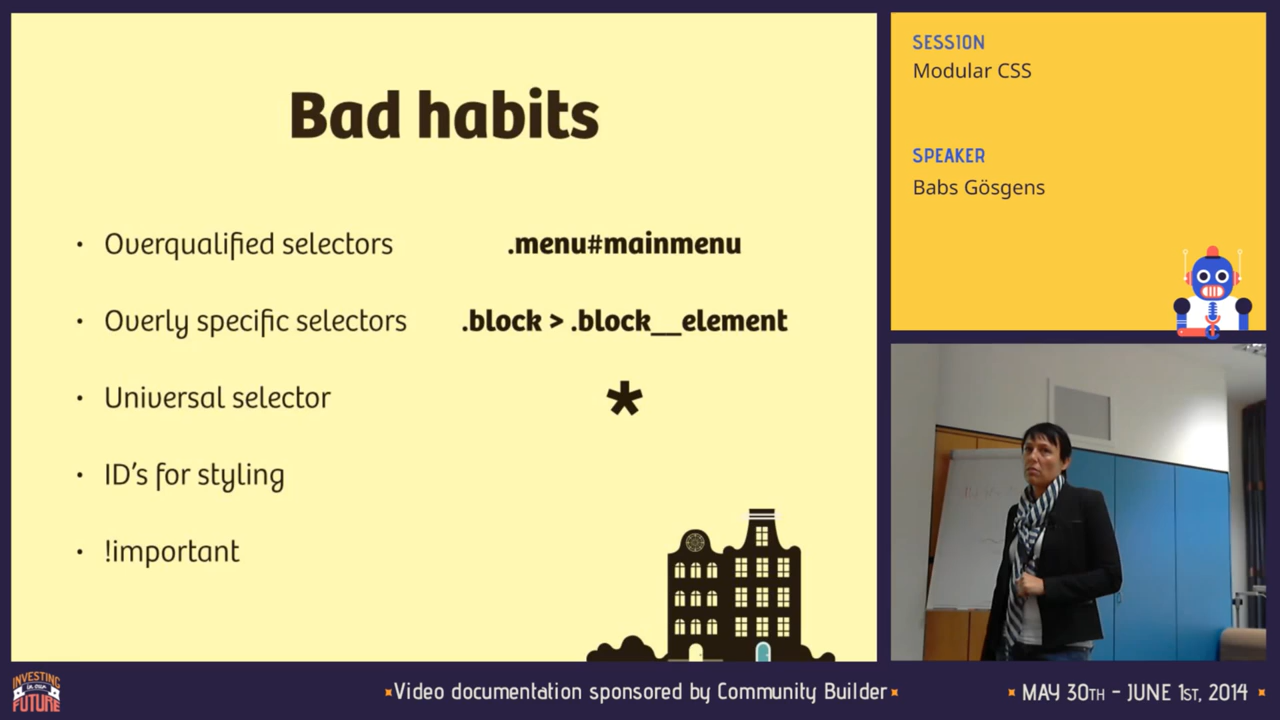 Bad habits
• Overqualified selectors .menu#mainmenu
• Overly specific selectors .block > .block__element
• Universal selector *
• ID’s for styling
• !important
SESSION
Modular CSS
SPEAKER
Babs Gösgens
INVESTING
in our
FUTURE
Video documentation sponsored by Community Builder
MAY 30TH - JUNE 1ST, 2014